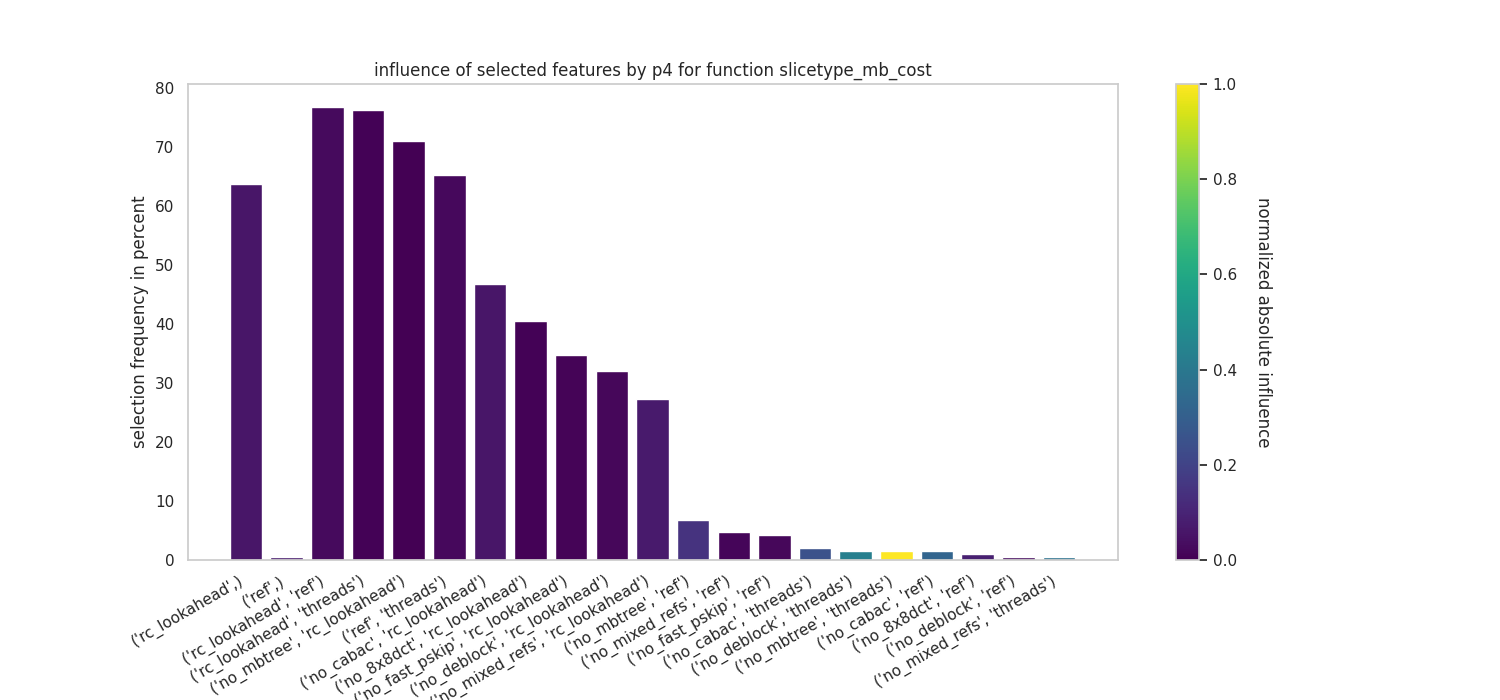 influence of selected features by p4 for function slicetype_mb_cost
selection frequency in percent
80
70
60
50
40
30
20
10
0
('rc_lookahead',)
('ref',)
('rc_lookahead', 'ref')
('rc_lookahead', 'threads')
('no_mbtree', 'rc_lookahead')
('ref', 'threads')
('no_cabac', 'rc_lookahead')
('no_8x8dct', 'rc_lookahead')
('no_fast_pskip', 'rc_lookahead')
('no_deblock', 'rc_lookahead')
'no_mixed_refs', 'rc_lookahead')
('no_mbtree', 'ref')
('no_mixed_refs', 'ref')
('no_fast_pskip', 'ref')
('no_cabac', 'threads')
('no_deblock', 'threads')
('no_mbtree', 'threads')
('no_cabac', 'ref')
('no_8x8dct', 'ref')
('no_deblock', 'ref')
('no_mixed_refs', 'threads')
1.0
0.8
0.6
0.4
0.2
0.0
normalized absolute influence